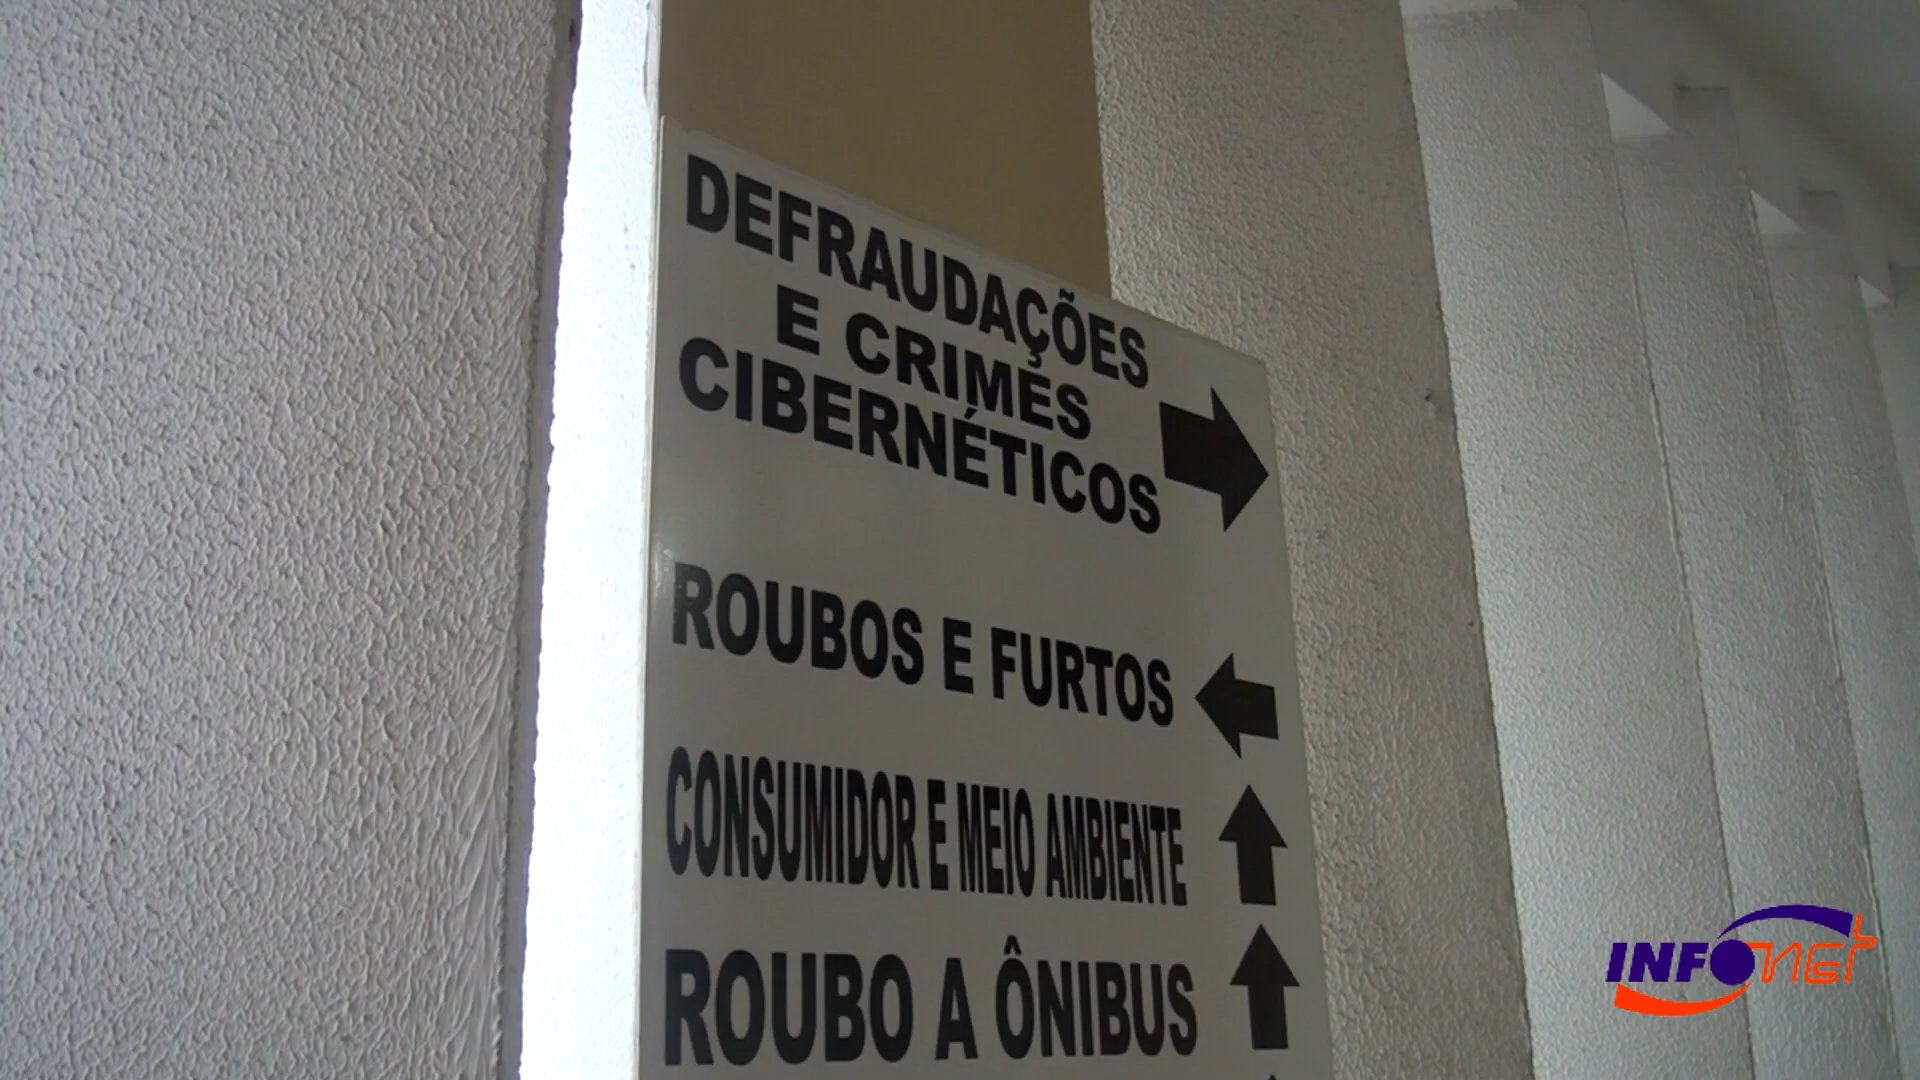 DEFRAUDAÇÕES
E CRIMES
CIBERNÉTICOS
ROUBOS E FURTOS
CONSUMIDOR E MEIO AMBIENTE
ROUBO A ÔNIBUS
INFONET